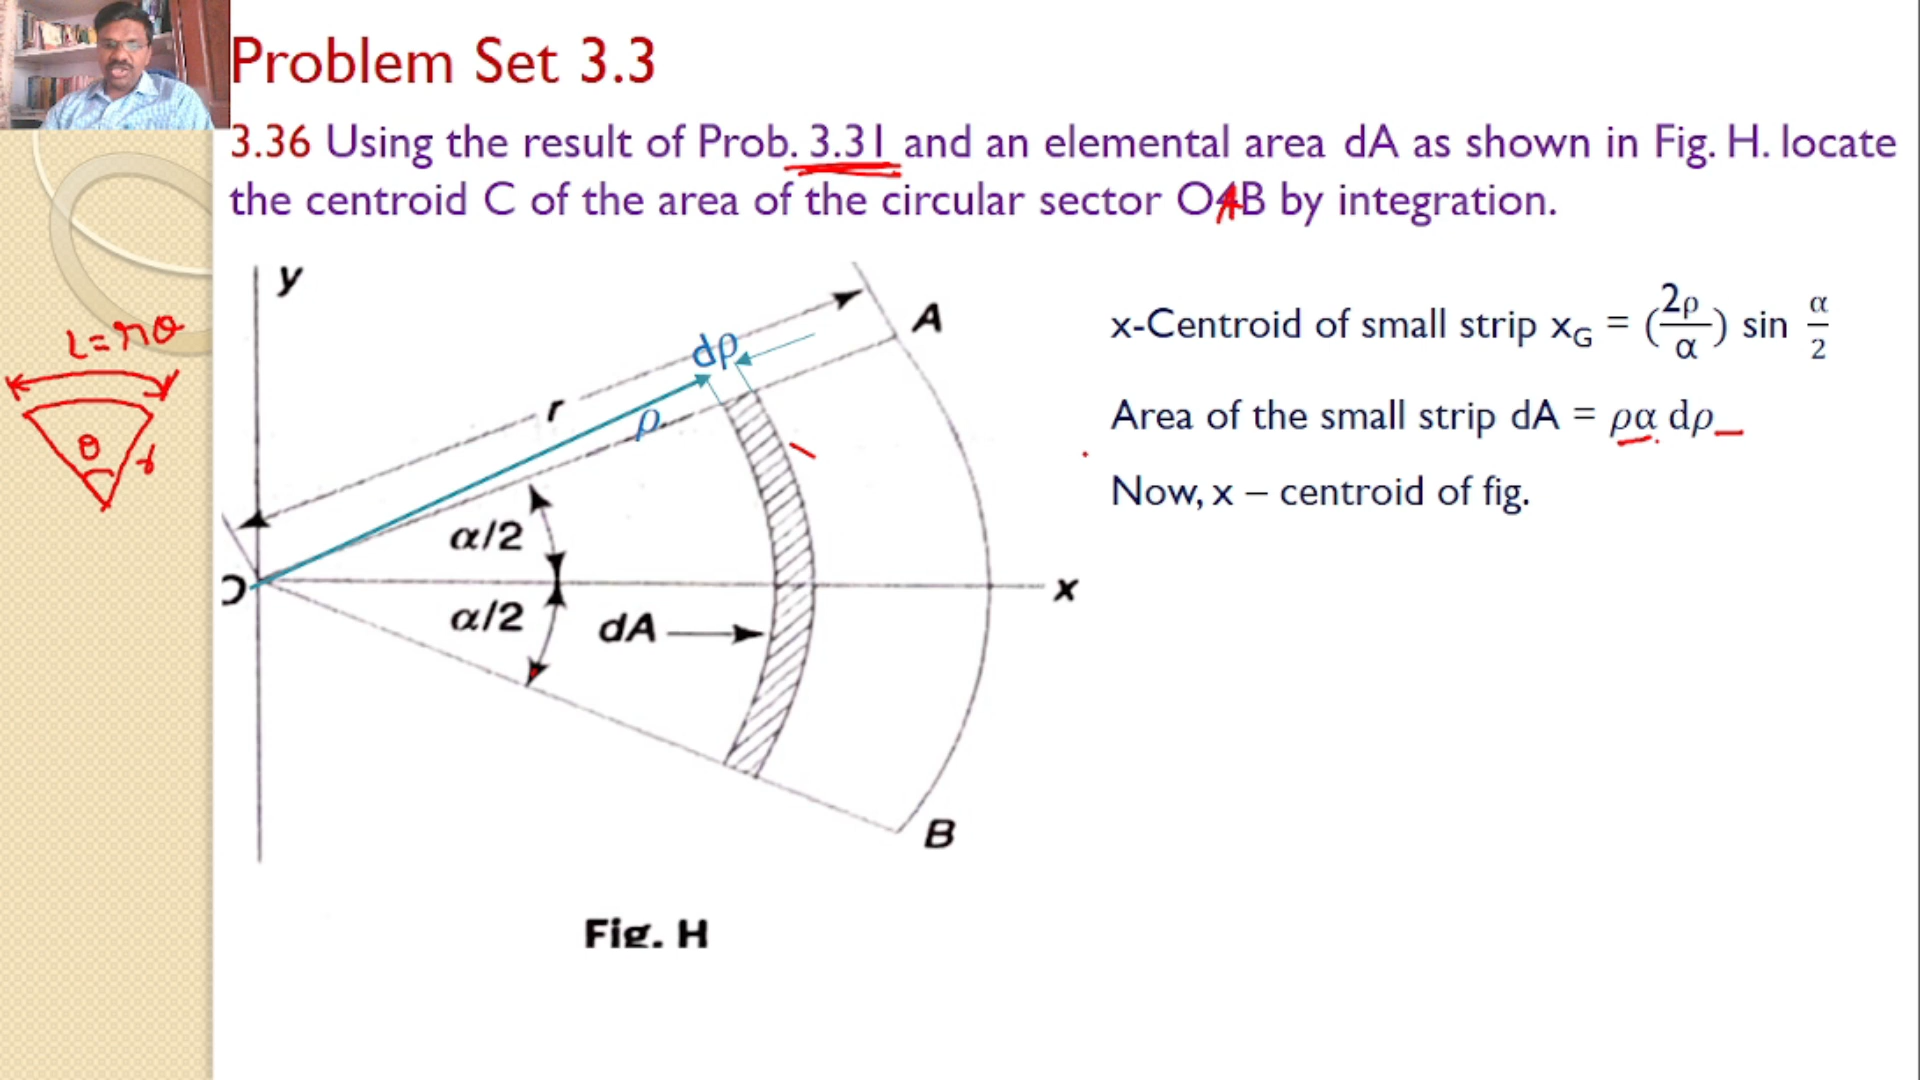 Problem Set 3.3
3.36 Using the result of Prob. 3.31 and an elemental area dA as shown in Fig. H. locate
the centroid C of the area of the circular sector OAB by integration.
L=rθ
θ
r
y
A
dρ
r
ρ
α/2
O
α/2
dA
x
B
Fig. H
x-Centroid of small strip x_G = (2ρ/α) sin α/2
Area of the small strip dA = ρα dρ
Now, x – centroid of fig.